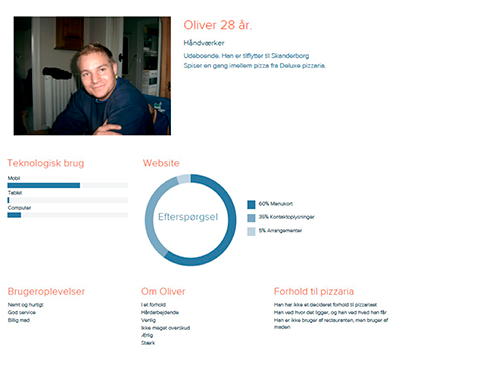 Oliver 28 år.
Håndværker
Udeboende. Han er tilflytter til Skanderborg
Spiser en gang imellem pizza fra Deluxe pizzaria.
Teknologisk brug
Mobil
Tablet
Computer
Website
Efterspørgsel
60% Menukort
35% Kontaktoplysninger
5% Arrangementer
Brugeroplevelser
Nemt og hurtigt
God service
Billig mad
Om Oliver
I et forhold
Hårdarbejdende
Venlig
Ikke meget overskud
Ærlig
Stærk
Forhold til pizzaria.
Han har ikke et decideret forhold til pizzariaet
Han ved hvor det ligger, og han ved hvad han får
Han er ikke bruger af restauranten, men bruger af
maden